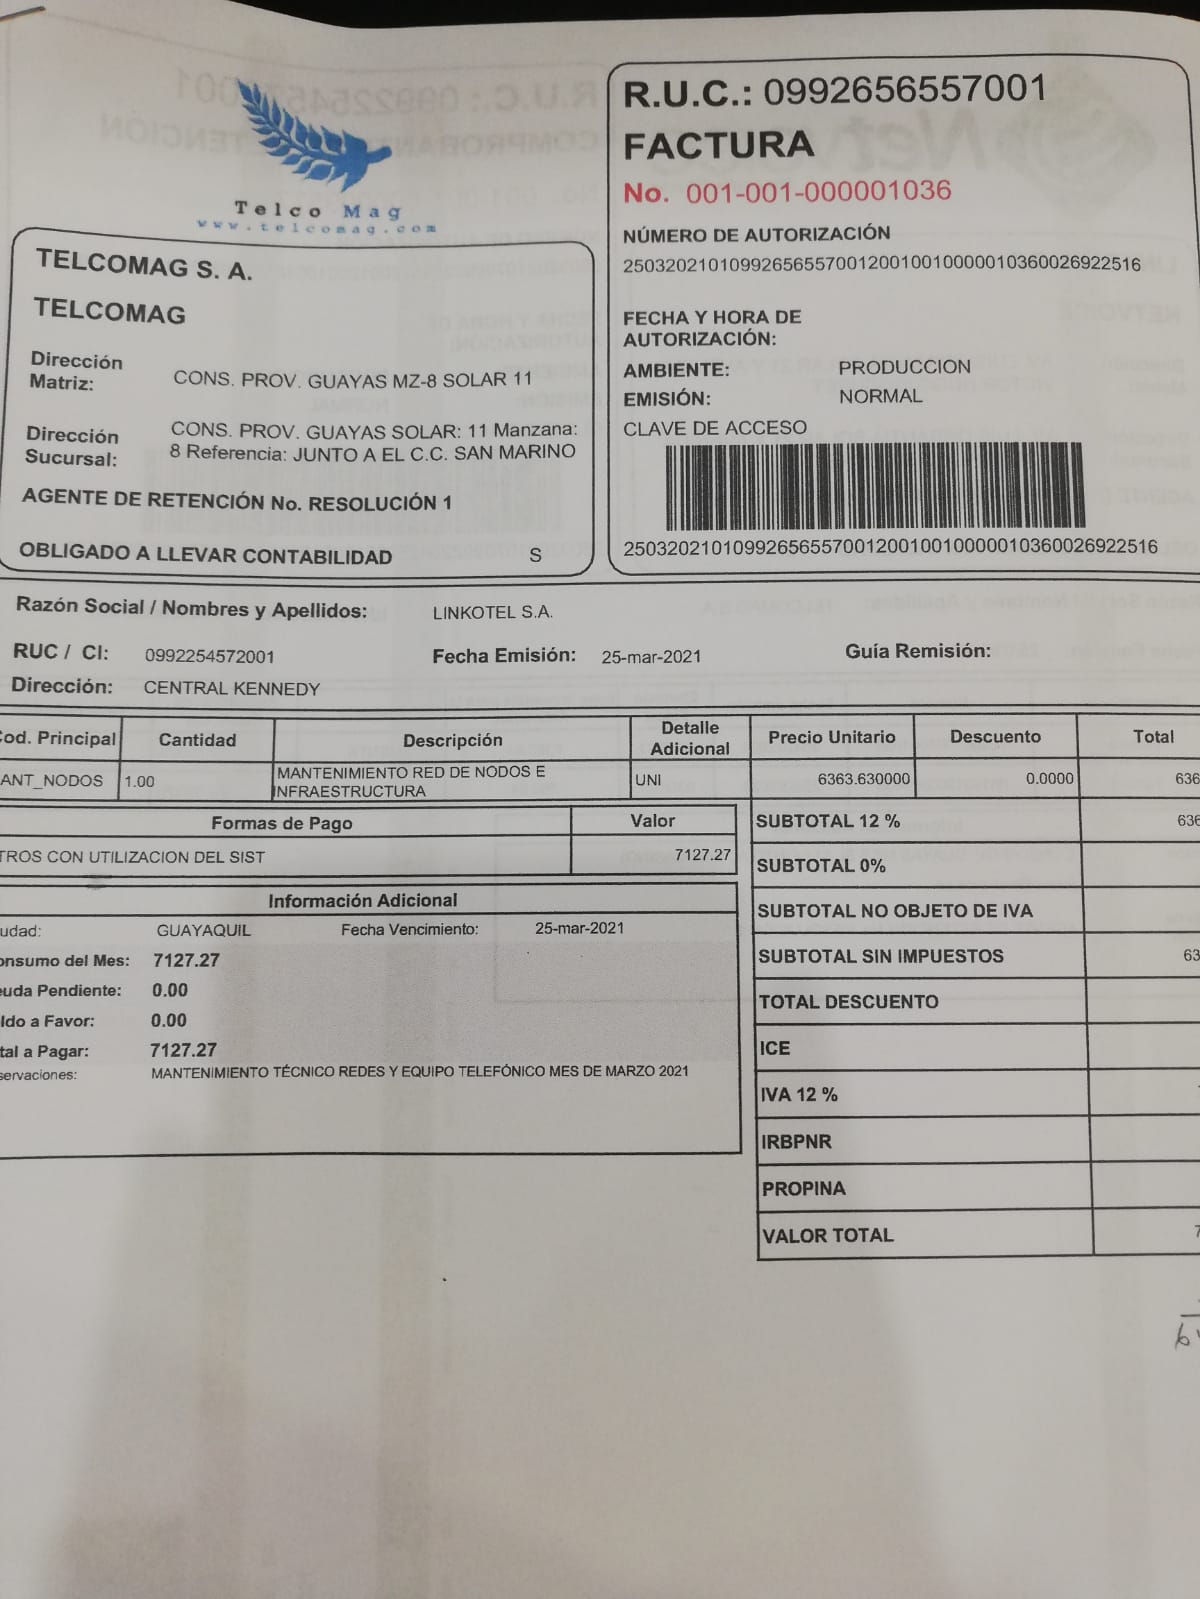 Telco Mag
www.telcomag.com
TELCOMAG S. A.
TELCOMAG
Dirección Matriz: CONS. PROV. GUAYAS MZ-8 SOLAR 11
Dirección Sucursal: CONS. PROV. GUAYAS SOLAR: 11 Manzana:
8 Referencia: JUNTO A EL C.C. SAN MARINO
AGENTE DE RETENCIÓN No. RESOLUCIÓN 1
OBLIGADO A LLEVAR CONTABILIDAD S
R.U.C.: 0992656557001
FACTURA
No. 001-001-000001036
NÚMERO DE AUTORIZACIÓN
2503202101099265655700120010010000010360026922516
FECHA Y HORA DE
AUTORIZACIÓN:
AMBIENTE: PRODUCCION
EMISIÓN: NORMAL
CLAVE DE ACCESO
2503202101099265655700120010010000010360026922516
Razón Social / Nombres y Apellidos: LINKOTEL S.A.
RUC / CI: 0992254572001 Fecha Emisión: 25-mar-2021 Guía Remisión:
Dirección: CENTRAL KENNEDY
Cod. Principal Cantidad Descripción Detalle Adicional Precio Unitario Descuento Total
ANT_NODOS 1.00 MANTENIMIENTO RED DE NODOS E UNI 6363.630000 0.0000 636
INFRAESTRUCTURA
Formas de Pago Valor
TROS CON UTILIZACION DEL SIST 7127.27
Información Adicional
udad: GUAYAQUIL Fecha Vencimiento: 25-mar-2021
onsumo del Mes: 7127.27
euda Pendiente: 0.00
ldo a Favor: 0.00
tal a Pagar: 7127.27
servaciones: MANTENIMIENTO TÉCNICO REDES Y EQUIPO TELEFÓNICO MES DE MARZO 2021
SUBTOTAL 12 % 636
SUBTOTAL 0%
SUBTOTAL NO OBJETO DE IVA
SUBTOTAL SIN IMPUESTOS 63
TOTAL DESCUENTO
ICE
IVA 12 %
IRBPNR
PROPINA
VALOR TOTAL 7